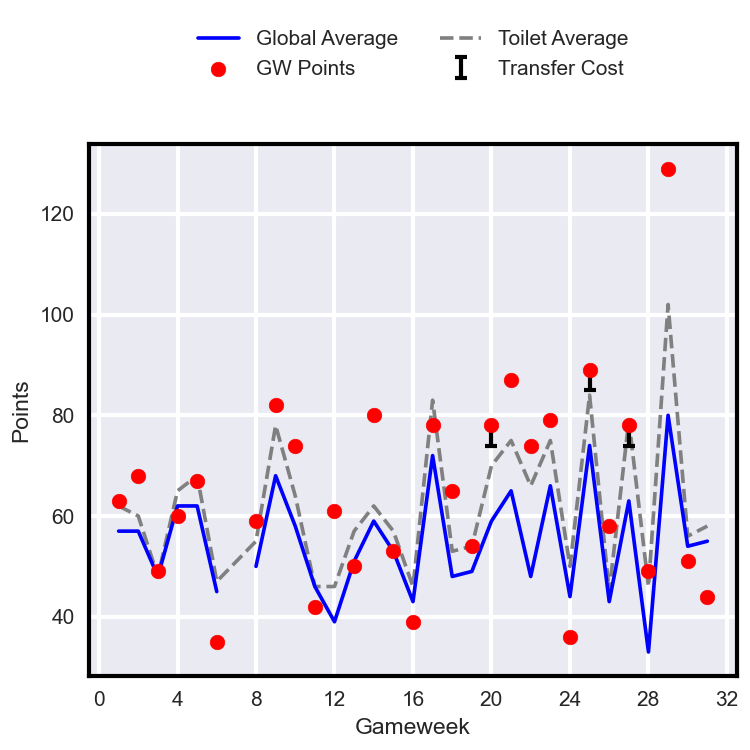 Global Average Toilet Average
GW Points Transfer Cost
120
100
80
60
40
Points
0 4 8 12 16 20 24 28 32
Gameweek